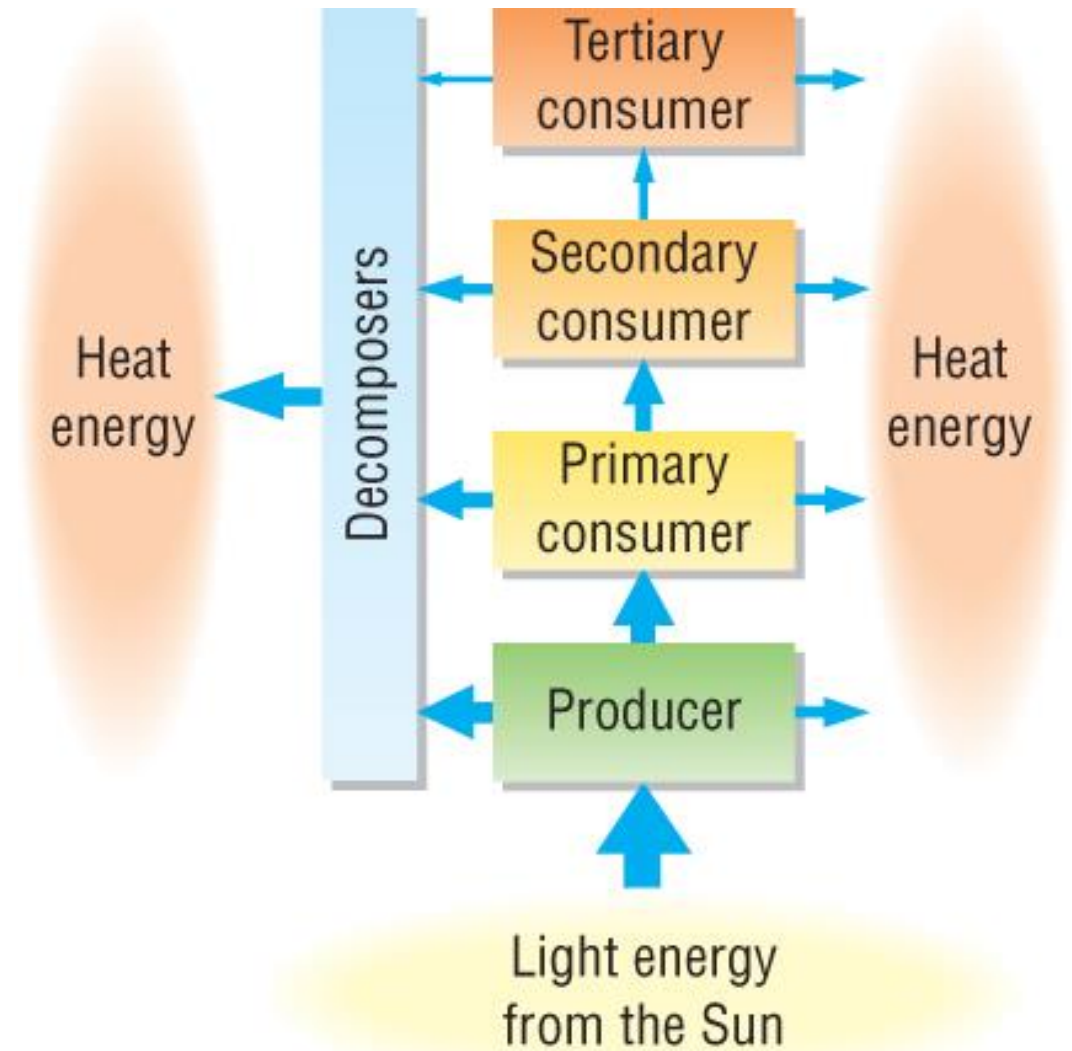 Tertiary
consumer
Secondary
consumer
Decomposers
Heat
energy
Heat
energy
Primary
consumer
Producer
Light energy
from the Sun